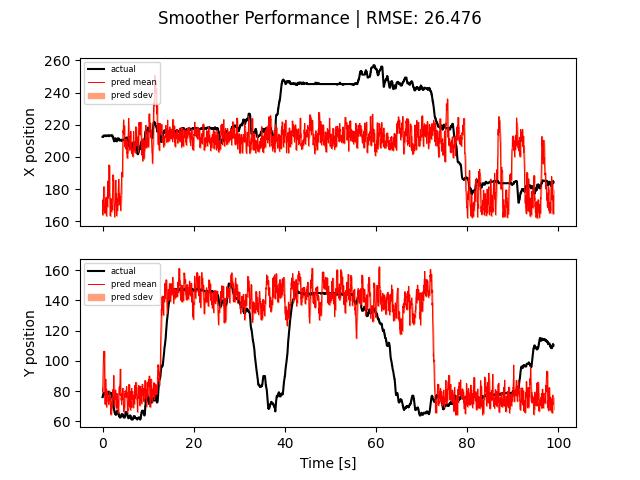 Smoother Performance | RMSE: 26.476
260
240
220
200
180
160
X position
actual
pred mean
pred sdev
160
140
120
100
80
60
Y position
actual
pred mean
pred sdev
0 20 40 60 80 100
Time [s]